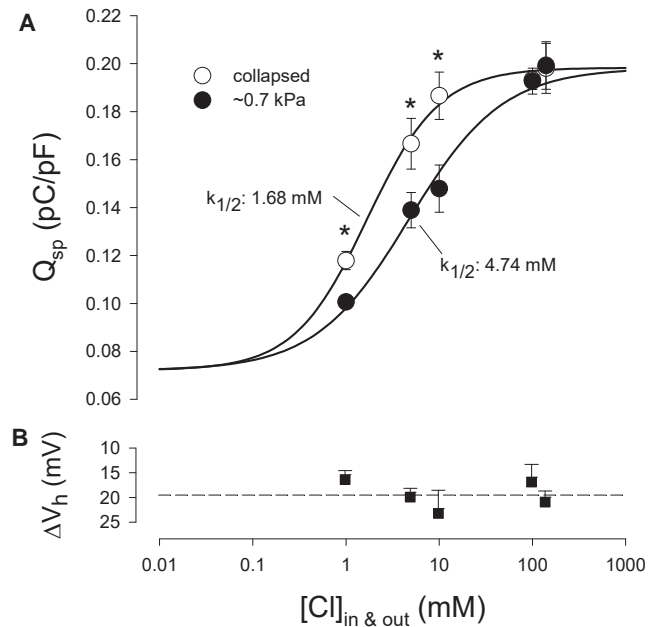 A
0.20
0.18
0.16
0.14
0.12
0.10
0.08
0.06
Qsp (pC/pF)
collapsed
~0.7 kPa
*
*
*
k1/2: 1.68 mM
k1/2: 4.74 mM
B
10
15
20
25
ΔVh (mV)
0.01 0.1 1 10 100 1000
[Cl]in & out (mM)